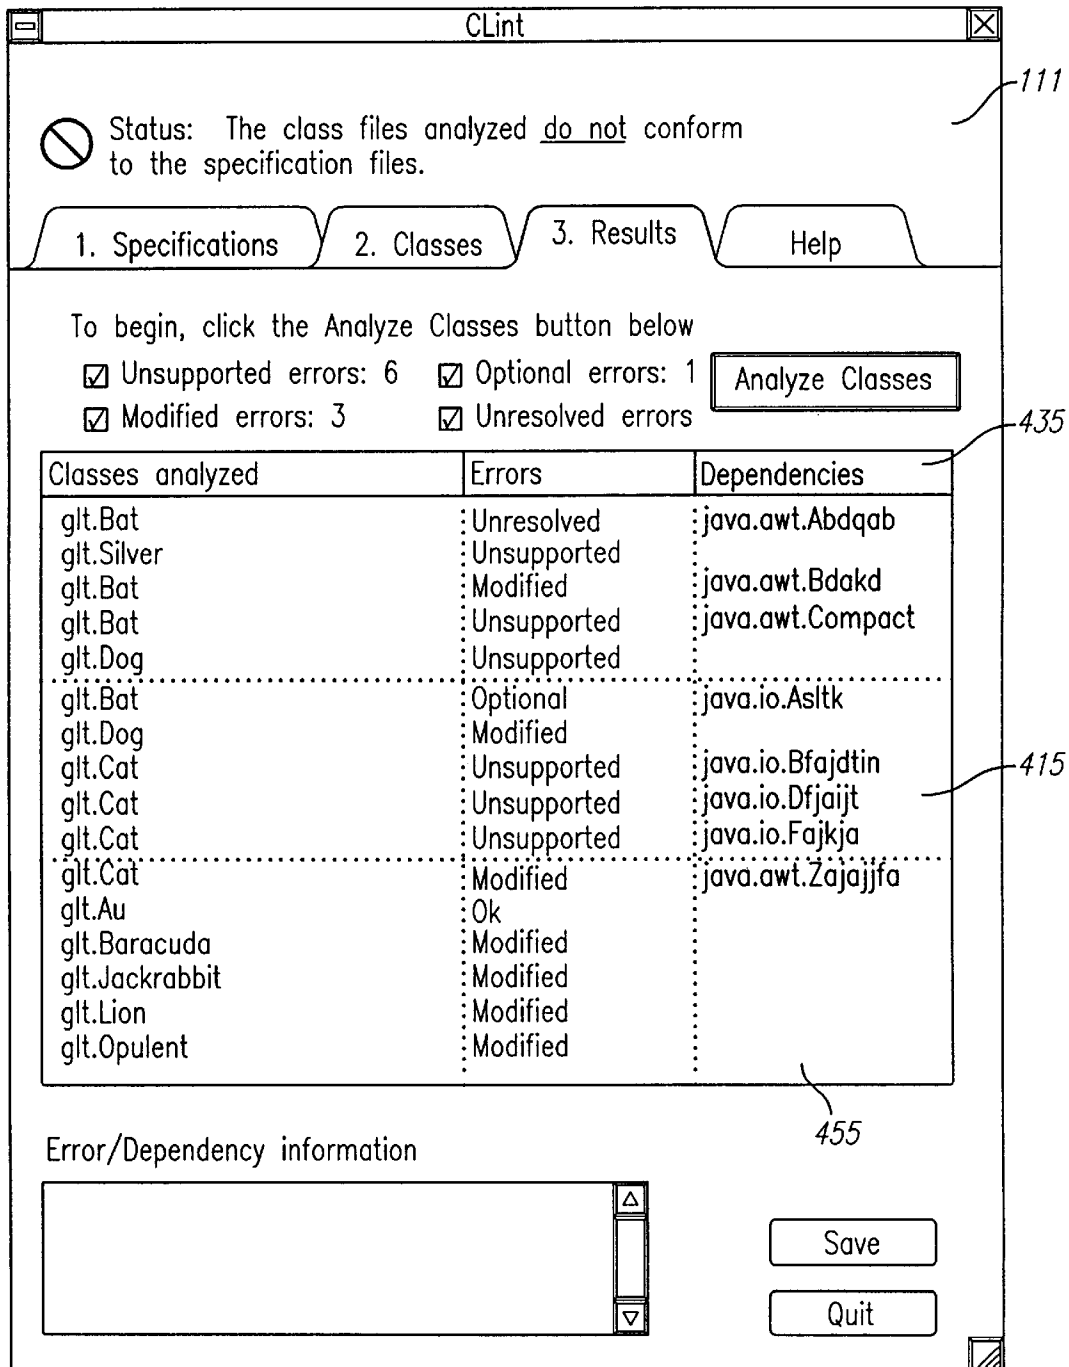 CLint
111
Status: The class files analyzed do not conform
to the specification files.
1. Specifications 2. Classes 3. Results Help
To begin, click the Analyze Classes button below
Unsupported errors: 6 Optional errors: 1 Analyze Classes
Modified errors: 3 Unresolved errors
435
Classes analyzed Errors Dependencies
glt.Bat Unresolved java.awt.Abdqab
glt.Silver Unsupported
glt.Bat Modified java.awt.Bdakd
glt.Bat Unsupported java.awt.Compact
glt.Dog Unsupported
glt.Bat Optional java.io.Asltk
glt.Dog Modified
glt.Cat Unsupported java.io.Bfajdtin
415
glt.Cat Unsupported java.io.Dfjaijt
glt.Cat Unsupported java.io.Fajkja
glt.Cat Modified java.awt.Zajajjfa
glt.Au Ok
glt.Baracuda Modified
glt.Jackrabbit Modified
glt.Lion Modified
glt.Opulent Modified
455
Error/Dependency information
Save
Quit